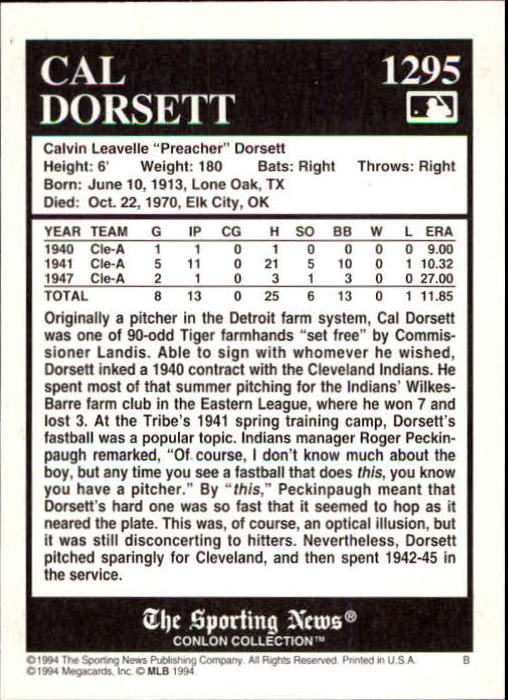 CAL
DORSETT
1295
Calvin Leavelle "Preacher" Dorsett
Height: 6' Weight: 180 Bats: Right Throws: Right
Born: June 10, 1913, Lone Oak, TX
Died: Oct. 22, 1970, Elk City, OK
YEAR TEAM G IP CG H SO BB W L ERA
1940 Cle-A 1 1 0 1 0 0 0 0 9.00
1941 Cle-A 5 11 0 21 5 10 0 1 10.32
1947 Cle-A 2 1 0 3 1 3 0 0 27.00
TOTAL 8 13 0 25 6 13 0 1 11.85
Originally a pitcher in the Detroit farm system, Cal Dorsett
was one of 90-odd Tiger farmhands "set free" by Commis-
sioner Landis. Able to sign with whomever he wished,
Dorsett inked a 1940 contract with the Cleveland Indians. He
spent most of that summer pitching for the Indians' Wilkes-
Barre farm club in the Eastern League, where he won 7 and
lost 3. At the Tribe's 1941 spring training camp, Dorsett's
fastball was a popular topic. Indians manager Roger Peckin-
paugh remarked, "Of course, I don't know much about the
boy, but any time you see a fastball that does this, you know
you have a pitcher." By "this," Peckinpaugh meant that
Dorsett's hard one was so fast that it seemed to hop as it
neared the plate. This was, of course, an optical illusion, but
it was still disconcerting to hitters. Nevertheless, Dorsett
pitched sparingly for Cleveland, and then spent 1942-45 in
the service.
The Sporting News®
CONLON COLLECTION™
©1994 The Sporting News Publishing Company. All Rights Reserved. Printed in U.S.A. B
©1994 Megacards, Inc. © MLB 1994.